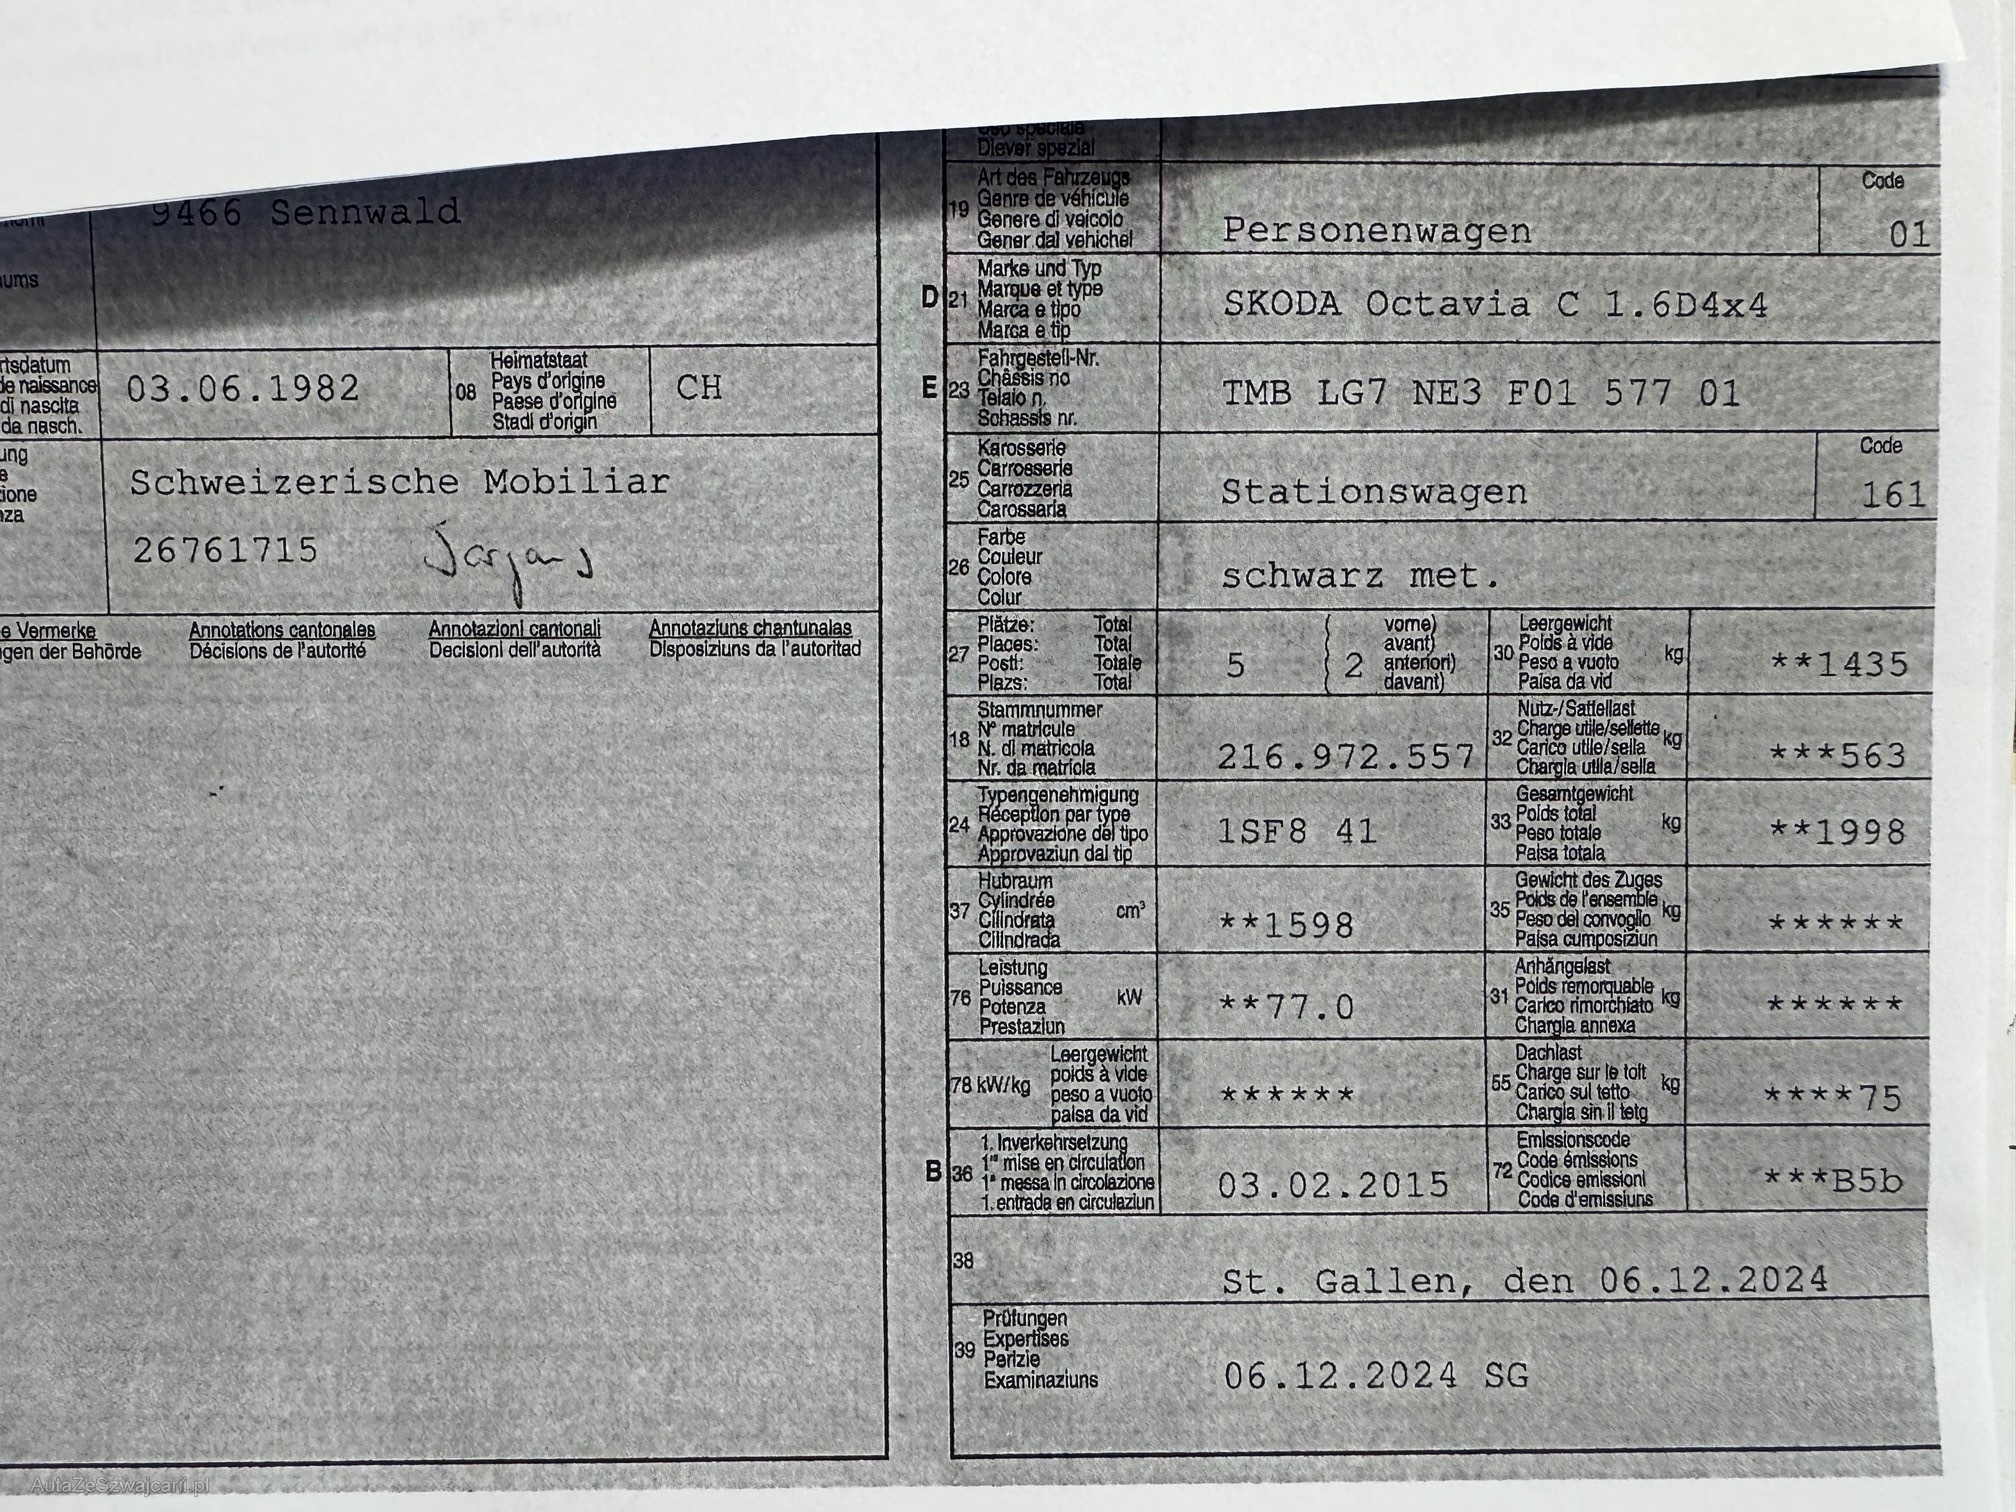 9466 Sennwald
ums
rtsdatum
de naissance
di nascita
da nasch.
03.06.1982
08
Heimatstaat
Pays d'origine
Paese d'origine
Stadi d'origin
CH
ung
e
ione
nza
Schweizerische Mobiliar
26761715
e Vermerke
gen der Behörde
Annotations cantonales
Décisions de l'autorité
Annotazioni cantonali
Decisioni dell'autorità
Annotaziuns chantunalas
Disposiziuns da l'autoritad
Uso speciale
Diever spezial
19
Art des Fahrzeugs
Genre de véhicule
Genere di veicolo
Gener dal vehichel
Personenwagen
Code
01
D 21
Marke und Typ
Marque et type
Marca e tipo
Marca e tip
SKODA Octavia C 1.6D4x4
E 23
Fahrgestell-Nr.
Châssis no
Telaio n.
Schassis nr.
TMB LG7 NE3 F01 577 01
25
Karosserie
Carrosserie
Carrozzeria
Carossaria
Stationswagen
Code
161
26
Farbe
Couleur
Colore
Colur
schwarz met.
27
Plätze: Total
Places: Total
Posti: Totale
Plazs: Total
5
2
vorne)
avant)
anteriori)
davant)
30
Leergewicht
Poids à vide
Peso a vuoto
Paisa da vid
kg
**1435
18
Stammnummer
N° matricule
N. di matricola
Nr. da matricla
216.972.557
32
Nutz-/Sattellast
Charge utile/sellette
Carico utile/sella
Chargia utila/sella
kg
***563
24
Typengenehmigung
Réception par type
Approvazione del tipo
Approvaziun dal tip
1SF8 41
33
Gesamtgewicht
Poids total
Peso totale
Paisa totala
kg
**1998
37
Hubraum
Cylindrée
Cilindrata
Cilindrada
cm³
**1598
35
Gewicht des Zuges
Poids de l'ensemble
Peso del convoglio
Paisa cumposiziun
kg
******
76
Leistung
Puissance
Potenza
Prestaziun
kW
**77.0
31
Anhängelast
Poids remorquable
Carico rimorchiato
Chargia annexa
kg
******
78 kW/kg
Leergewicht
poids à vide
peso a vuoto
paisa da vid
******
55
Dachlast
Charge sur le toit
Carico sul tetto
Chargia sin il tetg
kg
****75
B 36
1. Inverkehrsetzung
1re mise en circulation
1a messa in circolazione
1. entrada en circulaziun
03.02.2015
72
Emissionscode
Code émissions
Codice emissioni
Code d'emissiuns
***B5b
38
St. Gallen, den 06.12.2024
39
Prüfungen
Expertises
Perizie
Examinaziuns
06.12.2024 SG
AutaZeSzwajcarii.pl